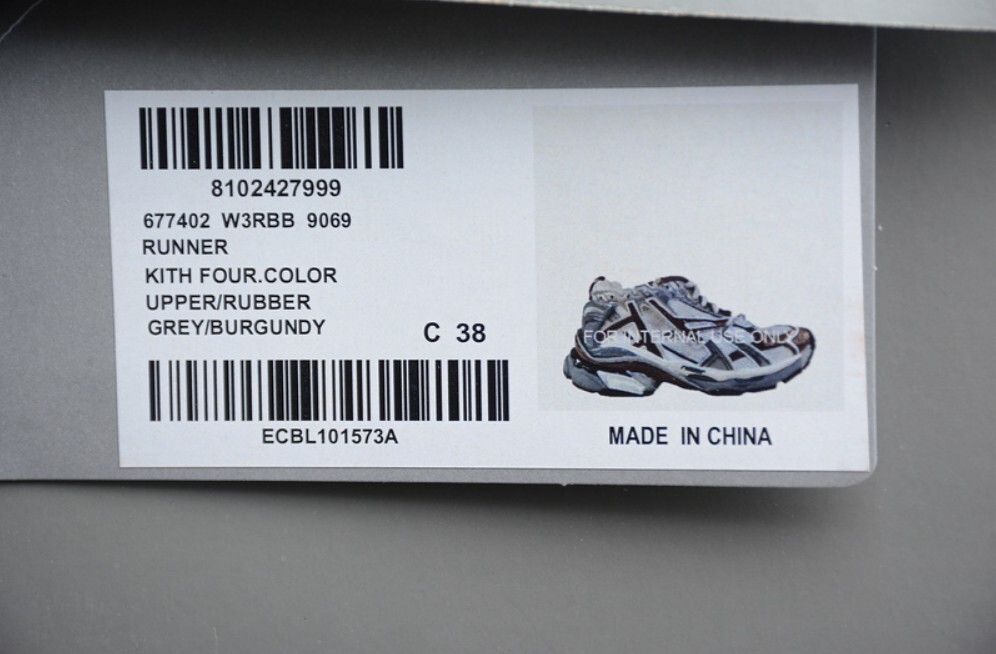 8102427999
677402 W3RBB 9069
RUNNER
KITH FOUR.COLOR
UPPER/RUBBER
GREY/BURGUNDY
C 38
ECBL101573A
FOR INTERNAL USE ONLY
MADE IN CHINA